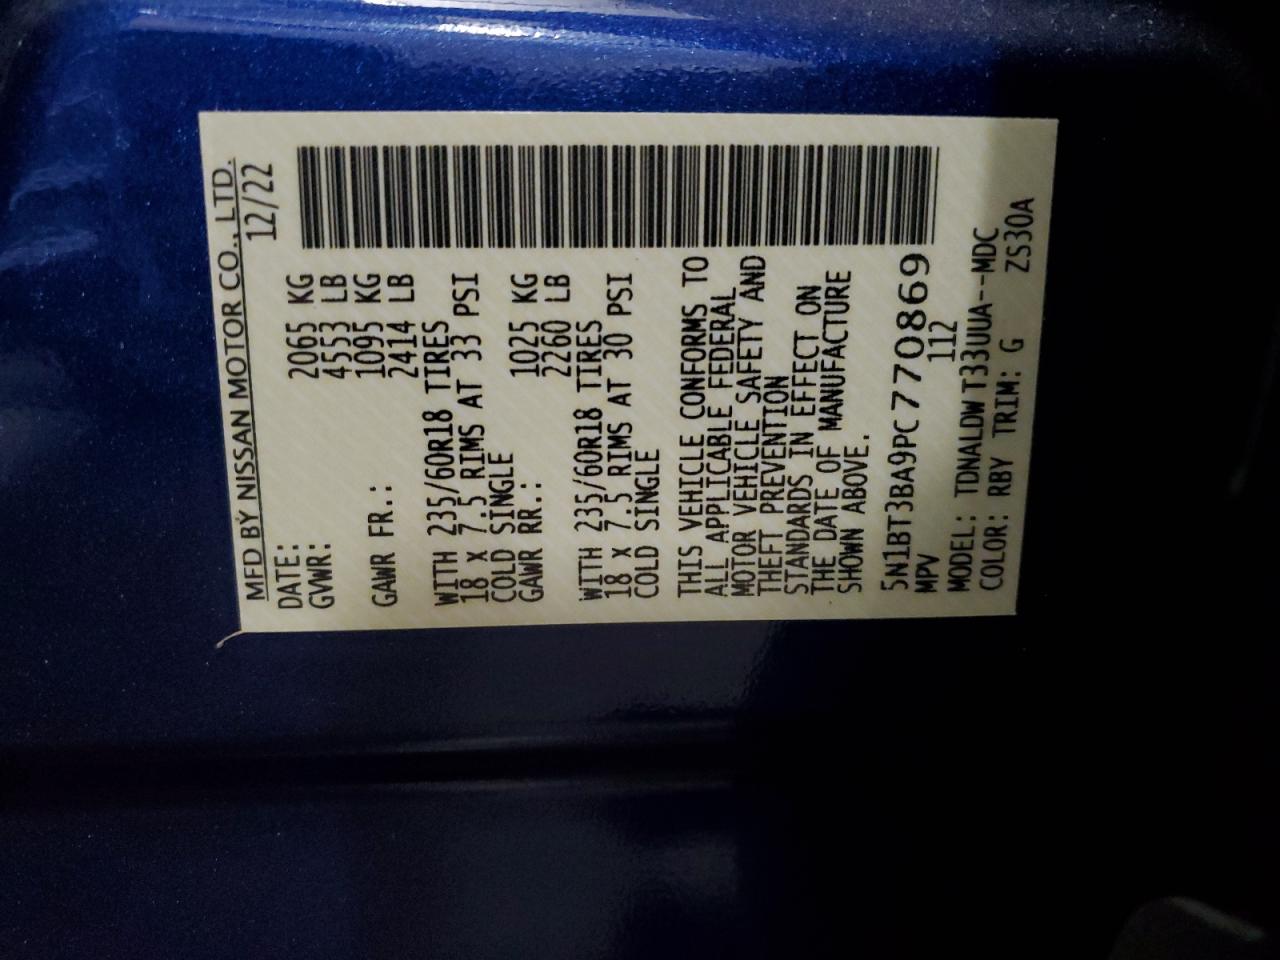 MFD BY NISSAN MOTOR CO., LTD.
DATE: 12/22
GVWR: 2065 KG
4553 LB
GAWR FR.: 1095 KG
2414 LB
WITH 235/60R18 TIRES
18 x 7.5 RIMS AT 33 PSI
COLD SINGLE
GAWR RR.: 1025 KG
2260 LB
WITH 235/60R18 TIRES
18 x 7.5 RIMS AT 30 PSI
COLD SINGLE
THIS VEHICLE CONFORMS TO
ALL APPLICABLE FEDERAL
MOTOR VEHICLE SAFETY AND
THEFT PREVENTION
STANDARDS IN EFFECT ON
THE DATE OF MANUFACTURE
SHOWN ABOVE.
5N1BT3BA9PC770869
MPV 112
MODEL: TDNALDW T33UUA--MDC
COLOR: RBY TRIM: G ZS30A